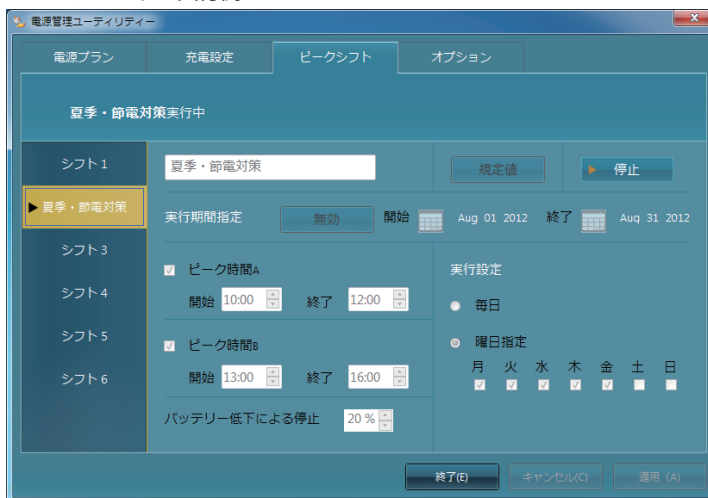 電源管理ユーティリティー
電源プラン 充電設定 ピークシフト オプション
夏季・節電対策実行中
シフト1
夏季・節電対策
シフト3
シフト4
シフト5
シフト6
夏季・節電対策 規定値 停止
実行期間指定 無効 開始 Aug 01 2012 終了 Aug 31 2012
ピーク時間A
開始 10:00 終了 12:00
ピーク時間B
開始 13:00 終了 16:00
バッテリー低下による停止 20 %
実行設定
毎日
曜日指定
月 火 水 木 金 土 日
終了(E) キャンセル(C) 適用(A)